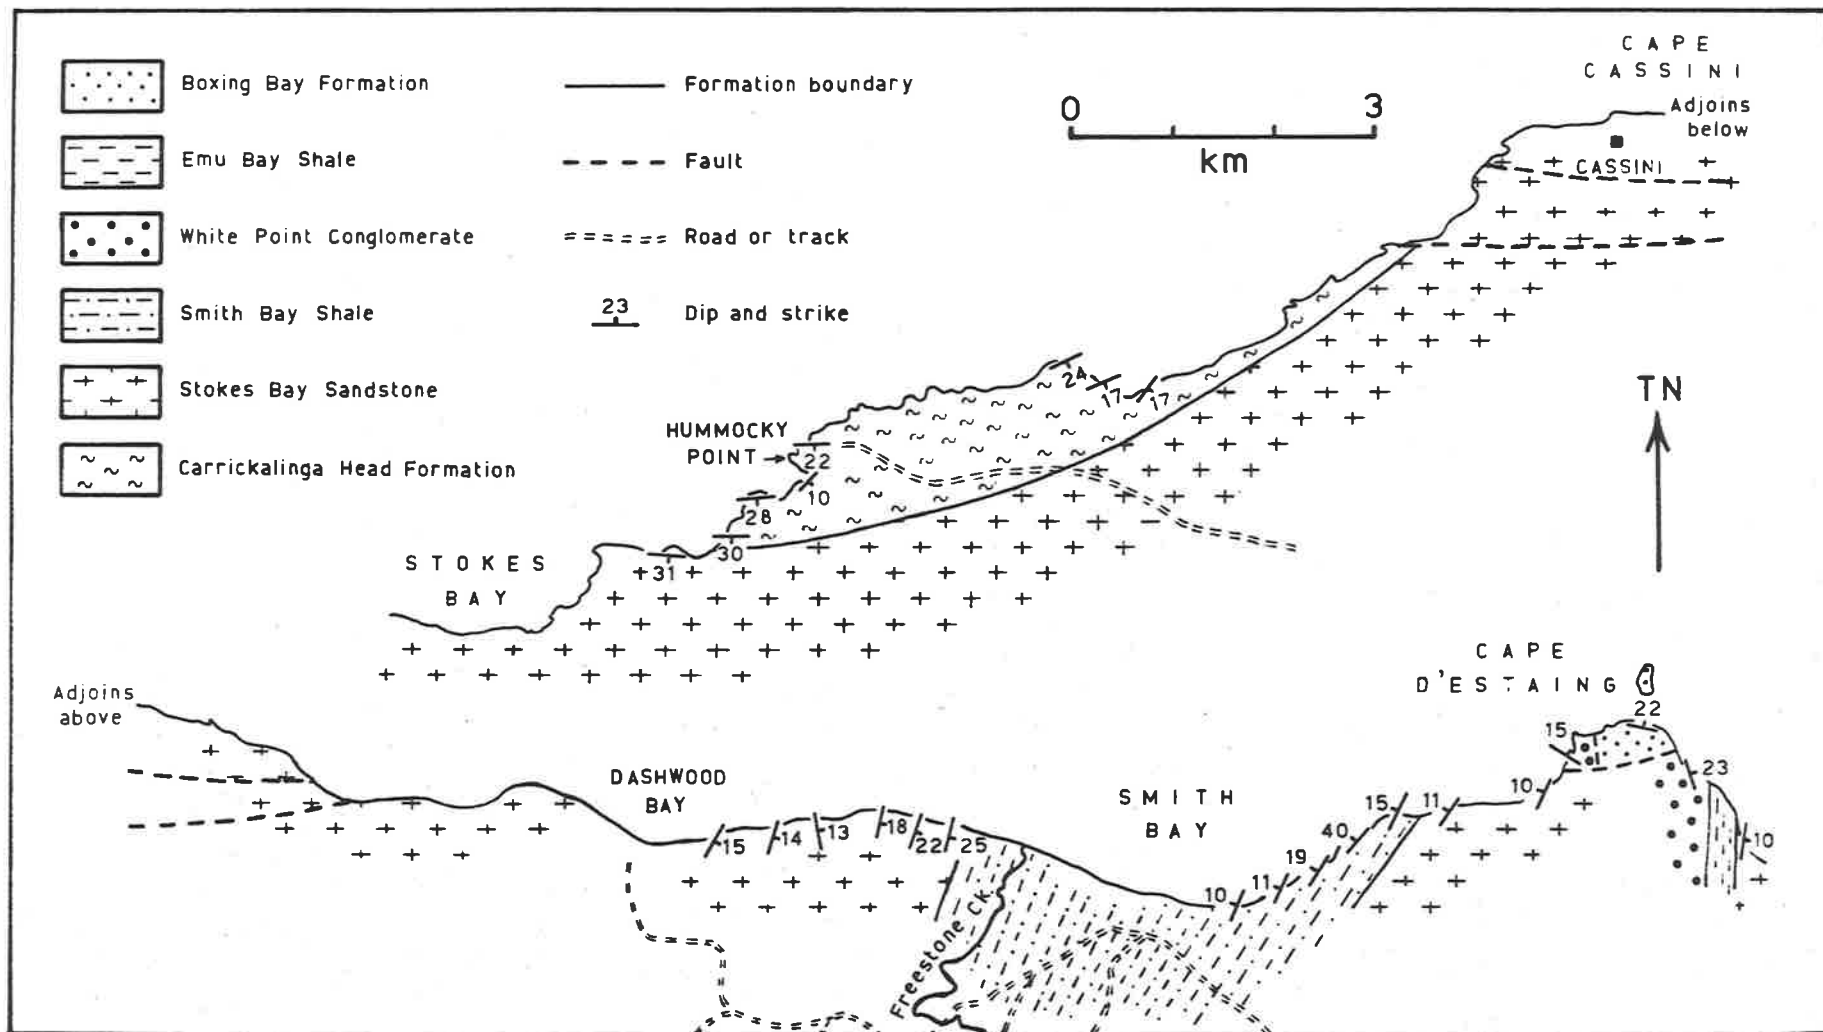 Boxing Bay Formation
Emu Bay Shale
White Point Conglomerate
Smith Bay Shale
Stokes Bay Sandstone
Carrickalinga Head Formation
Formation boundary
Fault
Road or track
23
Dip and strike
0 3
km
CAPE
CASSINI
Adjoins
below
CASSINI
TN
24
17
17
HUMMOCKY
POINT
22
10
28
30
31
STOKES
BAY
CAPE
D'ESTAING
Adjoins
above
DASHWOOD
BAY
15
14
13
18
22
25
Freestone Ck.
SMITH
BAY
10
11
19
40
15
11
10
15
22
23
10